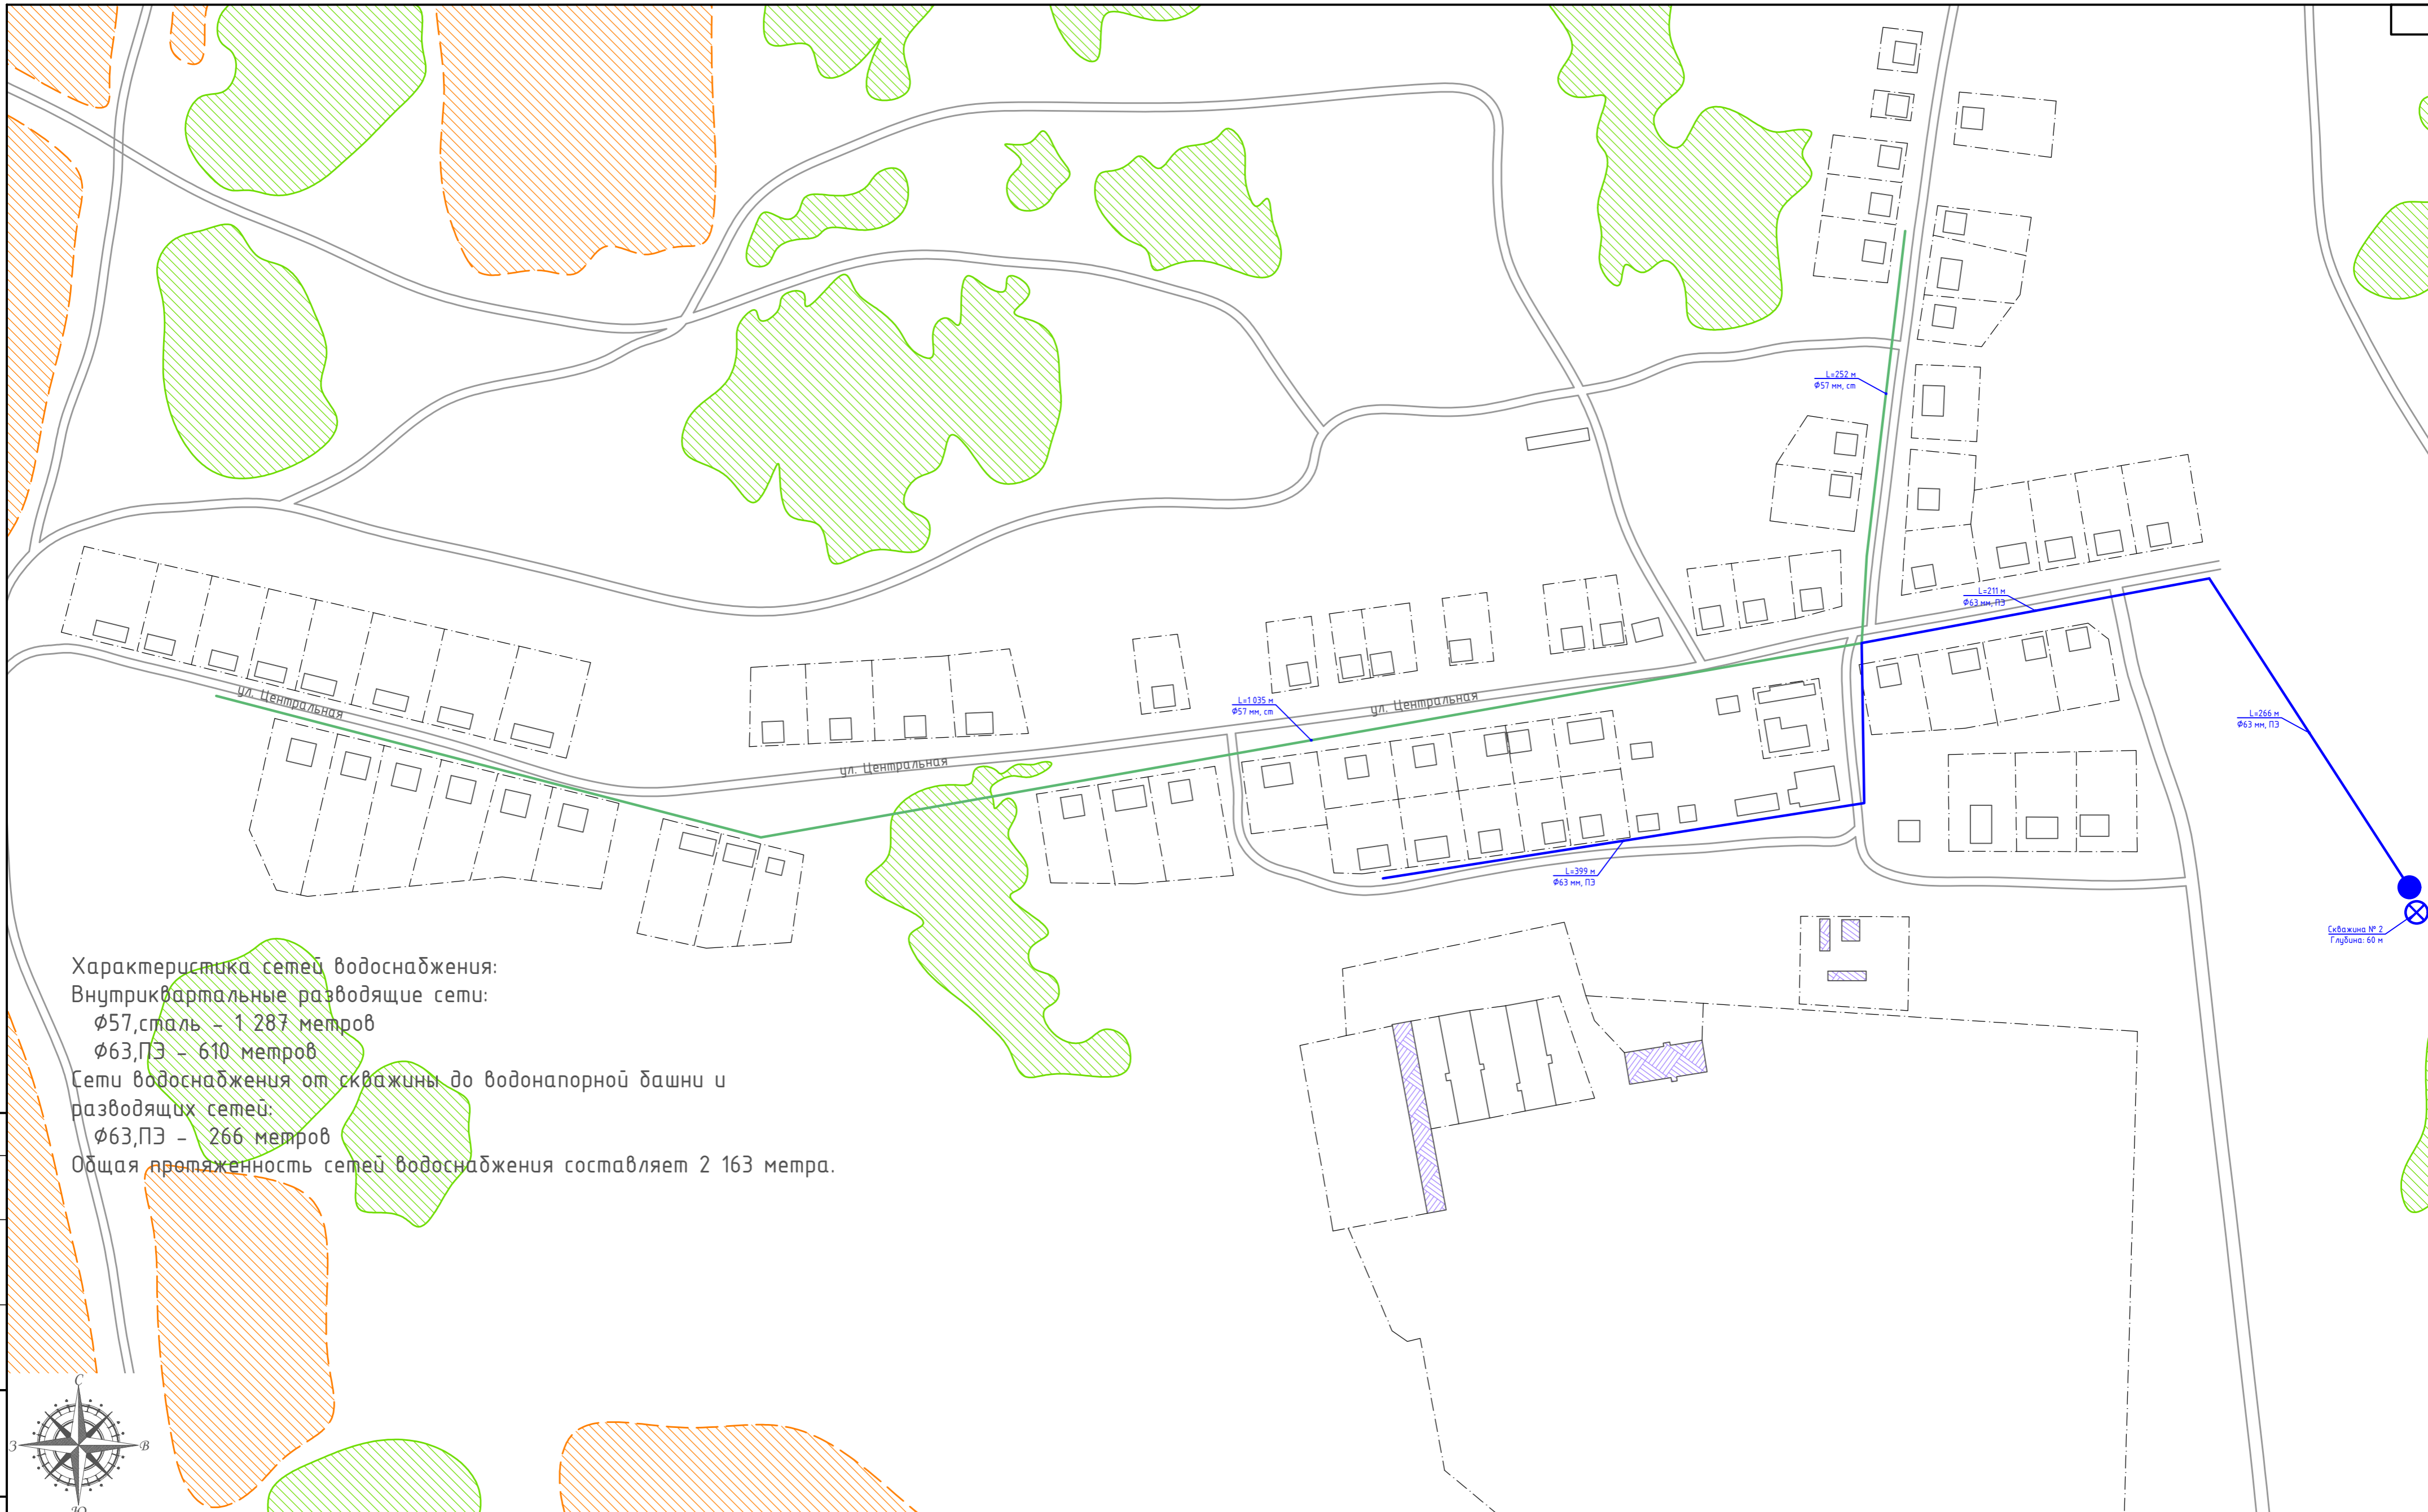 L=252 м
Ф57 мм, ст
L=211 м
Ф63 мм, ПЭ
ул. Центральная
L=1 035 м
Ф57 мм, ст
ул. Центральная
L=266 м
Ф63 мм, ПЭ
ул. Центральная
L=399 м
Ф63 мм, ПЭ
Скважина № 2
Глубина: 60 м
Характеристика сетей водоснабжения:
Внутриквартальные разводящие сети:
Ф57,сталь – 1 287 метров
Ф63,ПЭ – 610 метров
Сети водоснабжения от скважины до водонапорной башни и
разводящих сетей:
Ф63,ПЭ – 266 метров
Общая протяженность сетей водоснабжения составляет 2 163 метра.
С
З
В
Ю